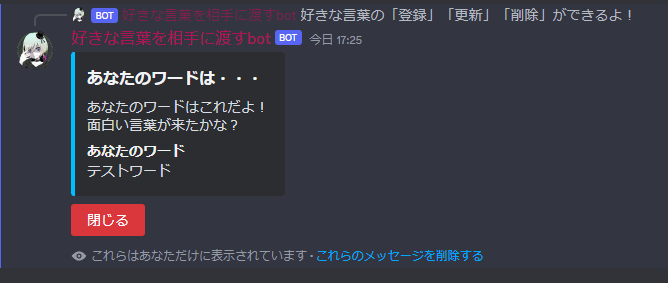 BOT 好きな言葉を相手に渡すbot 好きな言葉の「登録」「更新」「削除」ができるよ！
好きな言葉を相手に渡すbot BOT 今日 17:25
あなたのワードは・・・
あなたのワードはこれだよ！
面白い言葉が来たかな？
あなたのワード
テストワード
閉じる
これらはあなただけに表示されています • これらのメッセージを削除する